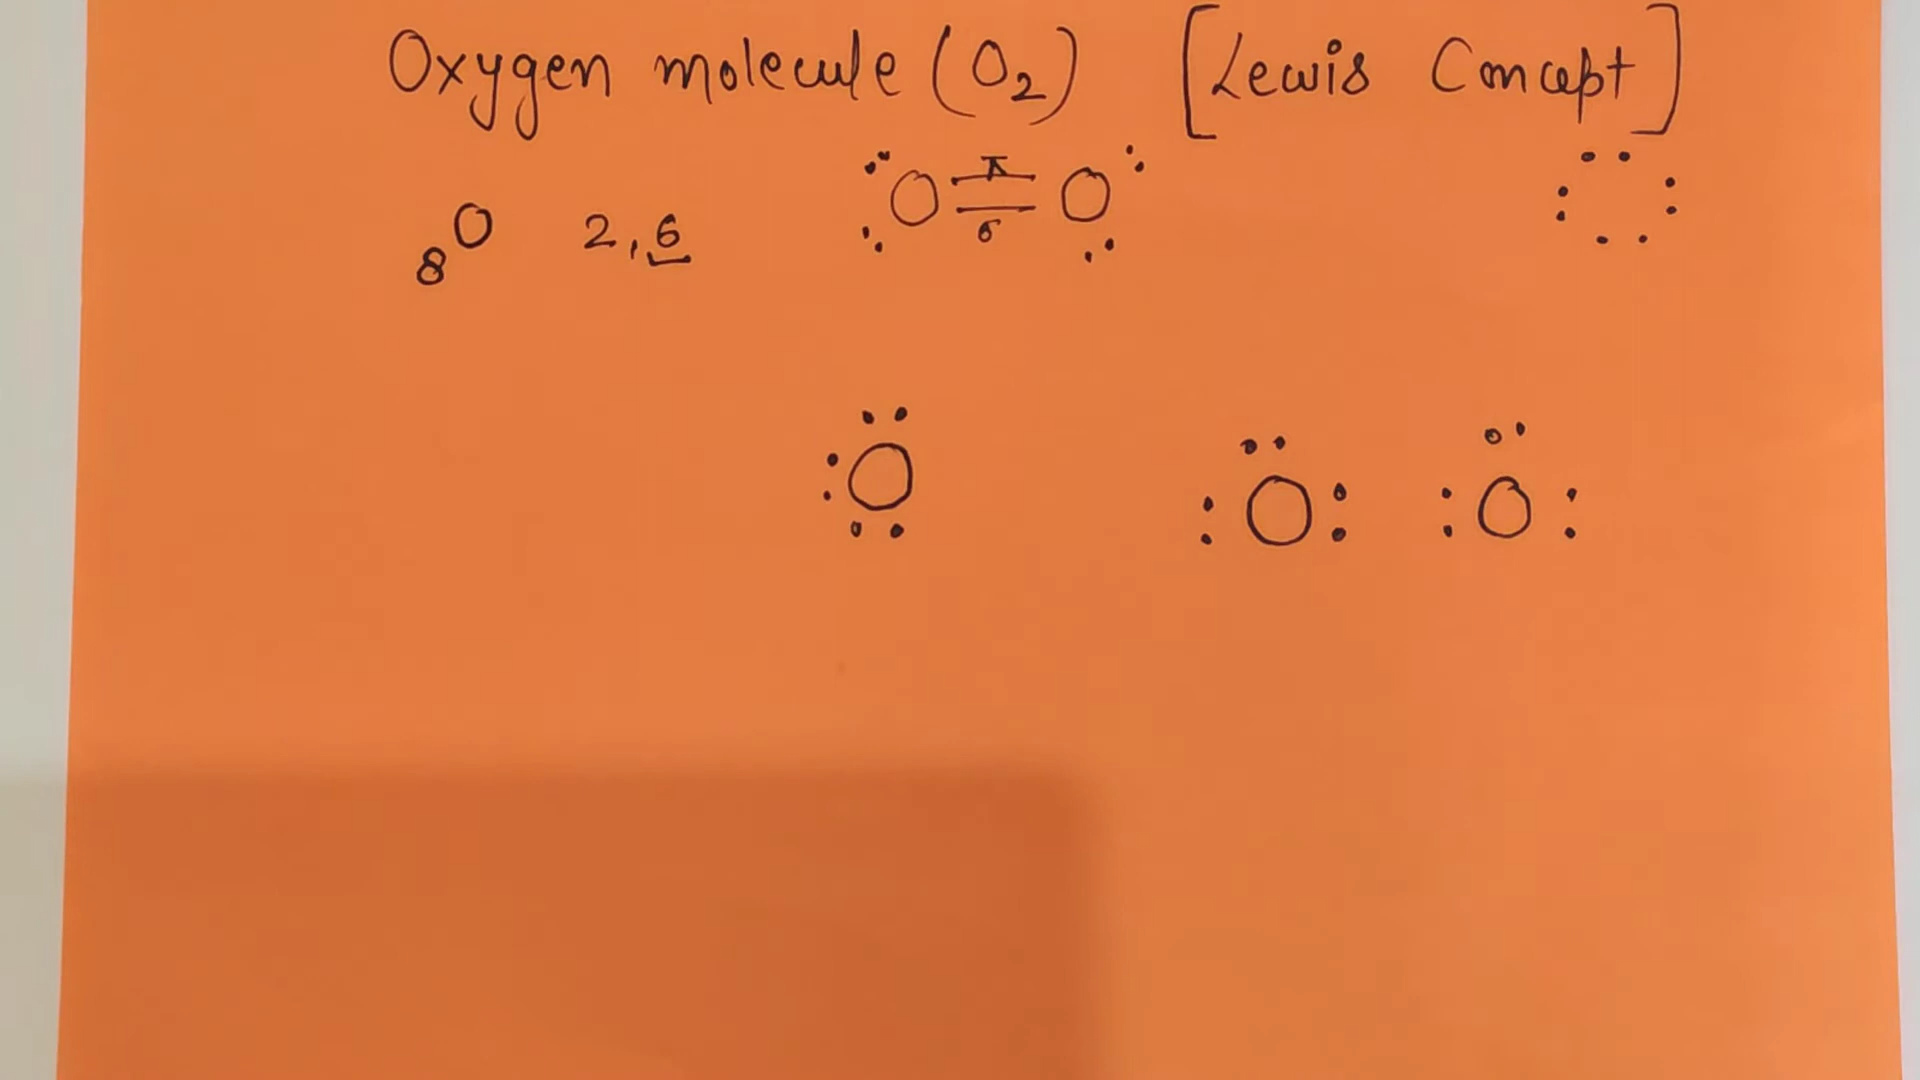 Oxygen molecule (O₂) [Lewis Concept]
₈O 2,6 O=O π σ
O O O